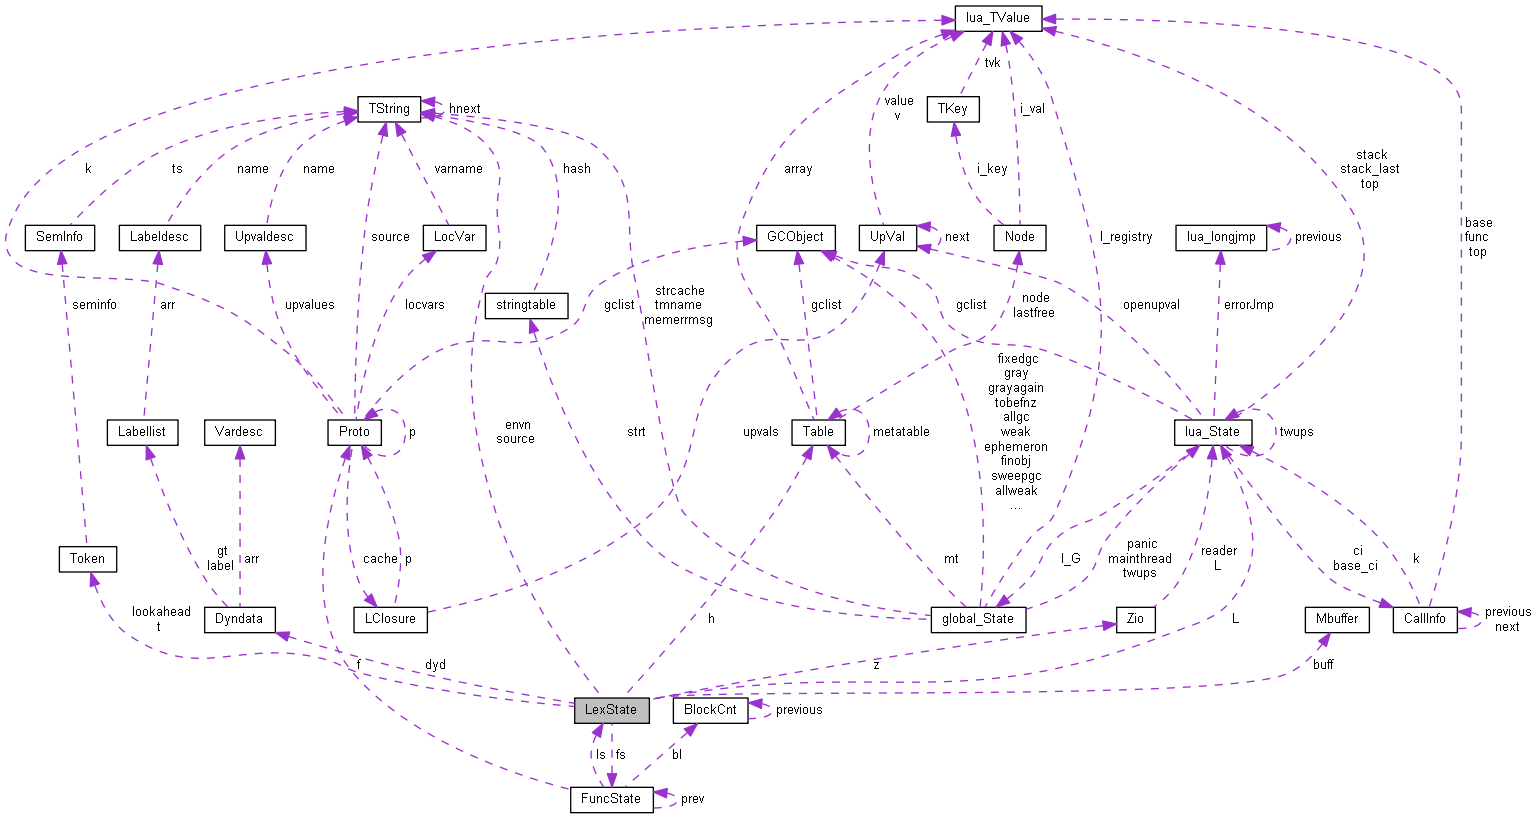 lua_TValue
tvk
TString
hnext
value
v
TKey
i_val
k
ts
name
name
varname
hash
array
i_key
stack
stack_last
top
SemInfo
Labeldesc
Upvaldesc
source
LocVar
GCObject
UpVal
next
Node
l_registry
lua_longjmp
previous
base
func
top
seminfo
arr
upvalues
locvars
stringtable
gclist
strcache
tmname
memerrmsg
gclist
gclist
node
lastfree
openupval
errorJmp
fixedgc
gray
grayagain
tobefnz
allgc
weak
ephemeron
finobj
sweepgc
allweak
...
Labellist
Vardesc
Proto
p
envn
source
strt
upvals
Table
metatable
lua_State
twups
Token
gt
label
arr
cache
p
mt
l_G
panic
mainthread
twups
reader
L
ci
base_ci
k
lookahead
t
Dyndata
LClosure
h
global_State
Zio
L
Mbuffer
CallInfo
previous
next
f
dyd
z
buff
LexState
BlockCnt
previous
ls
fs
bl
FuncState
prev